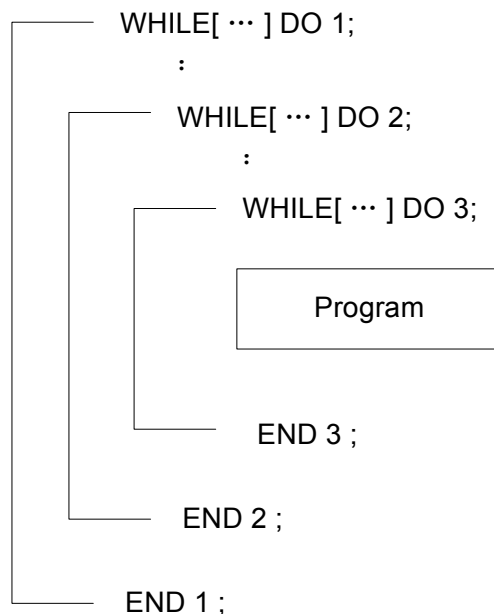 WHILE[ ··· ] DO 1;
:
WHILE[ ··· ] DO 2;
:
WHILE[ ··· ] DO 3;
Program
END 3 ;
END 2 ;
END 1 ;